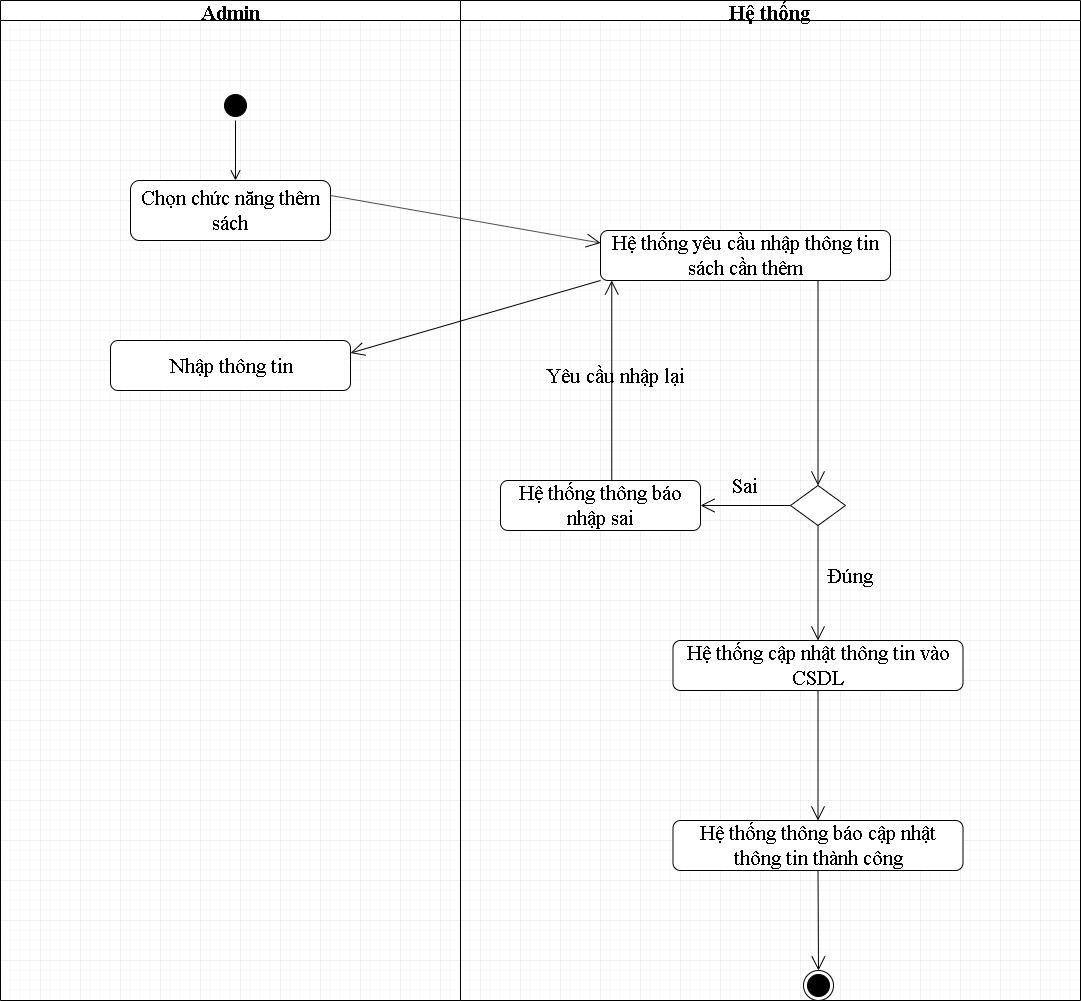 Admin
Hệ thống
Chọn chức năng thêm
sách
Hệ thống yêu cầu nhập thông tin
sách cần thêm
Nhập thông tin
Yêu cầu nhập lại
Hệ thống thông báo
nhập sai
Sai
Đúng
Hệ thống cập nhật thông tin vào
CSDL
Hệ thống thông báo cập nhật
thông tin thành công